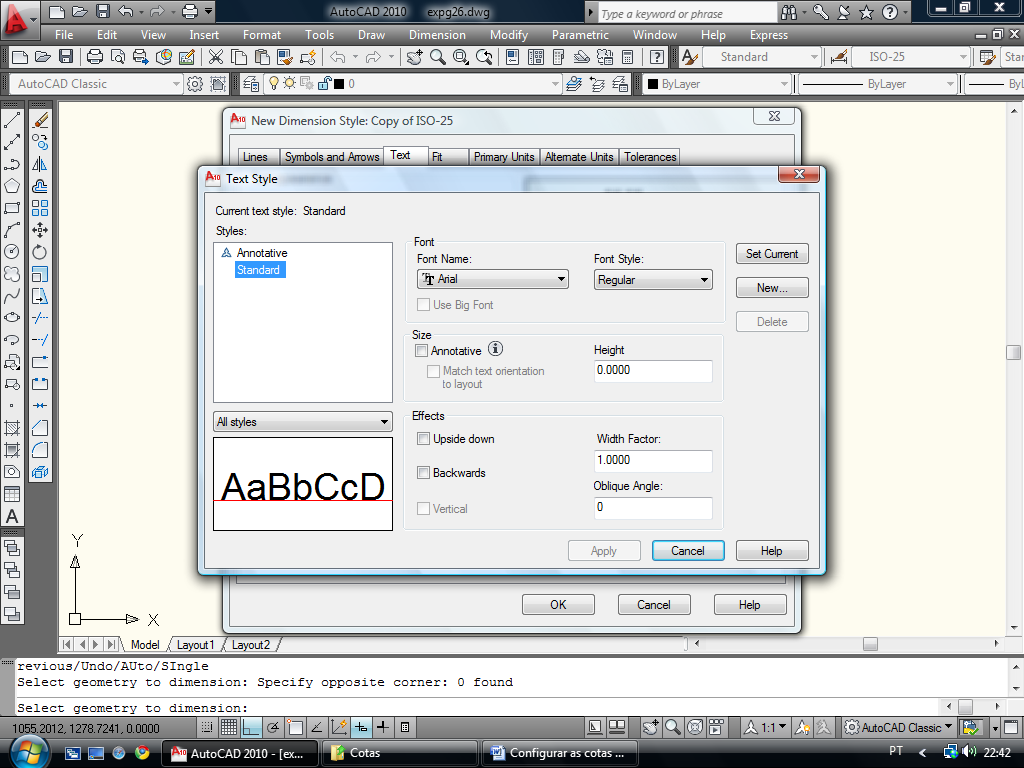 AutoCAD 2010 expg26.dwg
Type a keyword or phrase
File Edit View Insert Format Tools Draw Dimension Modify Parametric Window Help Express
Standard ISO-25 Stan
AutoCAD Classic 0 ByLayer ByLayer ByL
New Dimension Style: Copy of ISO-25
Lines Symbols and Arrows Text Fit Primary Units Alternate Units Tolerances
Text Style
Current text style: Standard
Styles:
Annotative
Standard
All styles
AaBbCcD
Font
Font Name:
Arial
Use Big Font
Font Style:
Regular
Size
Annotative
Match text orientation
to layout
Height
0.0000
Effects
Upside down
Backwards
Vertical
Width Factor:
1.0000
Oblique Angle:
0
Set Current
New...
Delete
Apply Cancel Help
OK Cancel Help
Y
X
Model Layout1 Layout2
revious/Undo/AUto/SIngle
Select geometry to dimension: Specify opposite corner: 0 found
Select geometry to dimension:
1055.2012, 1278.7241, 0.0000 1:1 AutoCAD Classic
AutoCAD 2010 - [ex... Cotas Configurar as cotas ... PT 22:42